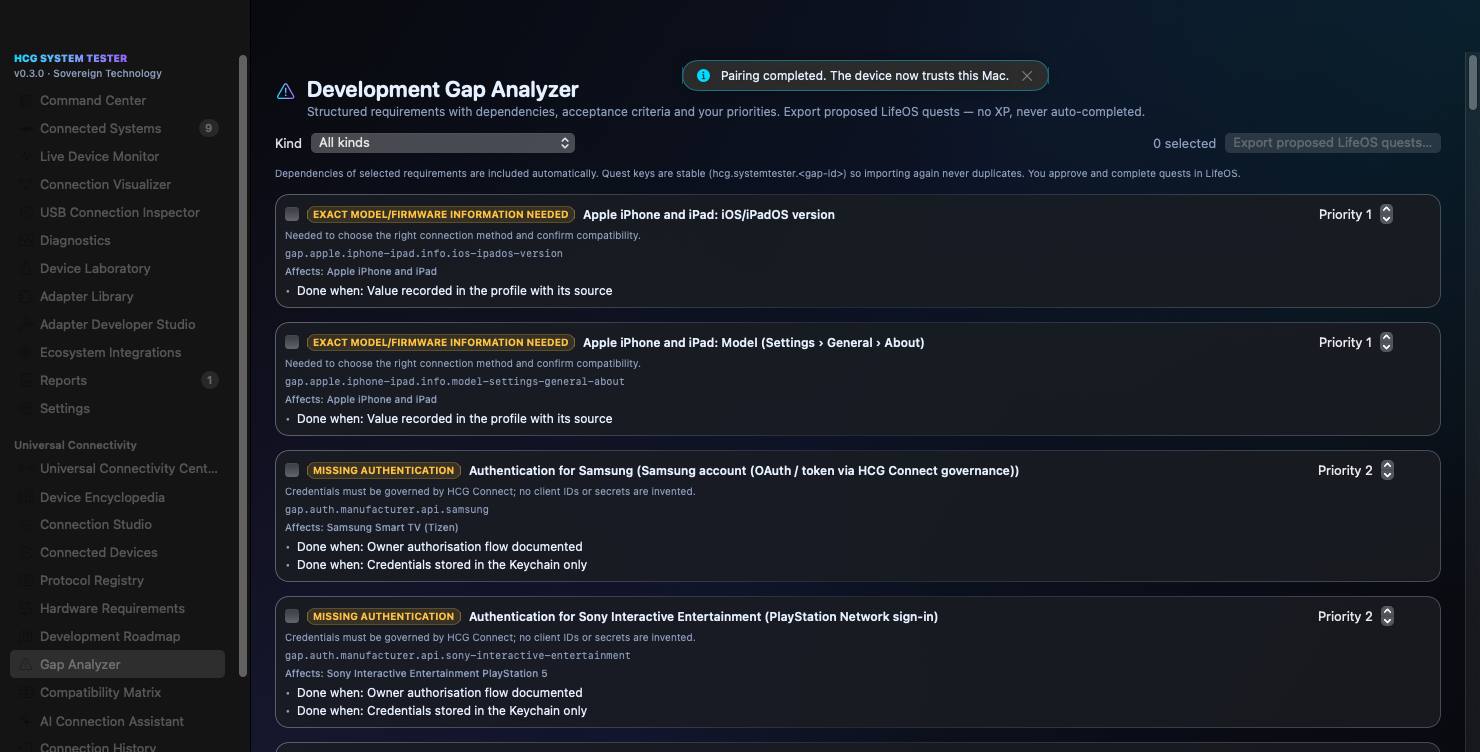 HCG SYSTEM TESTER
v0.3.0 · Sovereign Technology
Command Center
Connected Systems 9
Live Device Monitor
Connection Visualizer
USB Connection Inspector
Diagnostics
Device Laboratory
Adapter Library
Adapter Developer Studio
Ecosystem Integrations
Reports 1
Settings
Universal Connectivity
Universal Connectivity Cent...
Device Encyclopedia
Connection Studio
Connected Devices
Protocol Registry
Hardware Requirements
Development Roadmap
Gap Analyzer
Compatibility Matrix
AI Connection Assistant
Connection History
Pairing completed. The device now trusts this Mac.
Development Gap Analyzer
Structured requirements with dependencies, acceptance criteria and your priorities. Export proposed LifeOS quests — no XP, never auto-completed.
Kind All kinds 0 selected Export proposed LifeOS quests...
Dependencies of selected requirements are included automatically. Quest keys are stable (hcg.systemtester.<gap-id>) so importing again never duplicates. You approve and complete quests in LifeOS.
EXACT MODEL/FIRMWARE INFORMATION NEEDED Apple iPhone and iPad: iOS/iPadOS version Priority 1
Needed to choose the right connection method and confirm compatibility.
gap.apple.iphone-ipad.info.ios-ipados-version
Affects: Apple iPhone and iPad
• Done when: Value recorded in the profile with its source
EXACT MODEL/FIRMWARE INFORMATION NEEDED Apple iPhone and iPad: Model (Settings › General › About) Priority 1
Needed to choose the right connection method and confirm compatibility.
gap.apple.iphone-ipad.info.model-settings-general-about
Affects: Apple iPhone and iPad
• Done when: Value recorded in the profile with its source
MISSING AUTHENTICATION Authentication for Samsung (Samsung account (OAuth / token via HCG Connect governance)) Priority 2
Credentials must be governed by HCG Connect; no client IDs or secrets are invented.
gap.auth.manufacturer.api.samsung
Affects: Samsung Smart TV (Tizen)
• Done when: Owner authorisation flow documented
• Done when: Credentials stored in the Keychain only
MISSING AUTHENTICATION Authentication for Sony Interactive Entertainment (PlayStation Network sign-in) Priority 2
Credentials must be governed by HCG Connect; no client IDs or secrets are invented.
gap.auth.manufacturer.api.sony-interactive-entertainment
Affects: Sony Interactive Entertainment PlayStation 5
• Done when: Owner authorisation flow documented
• Done when: Credentials stored in the Keychain only